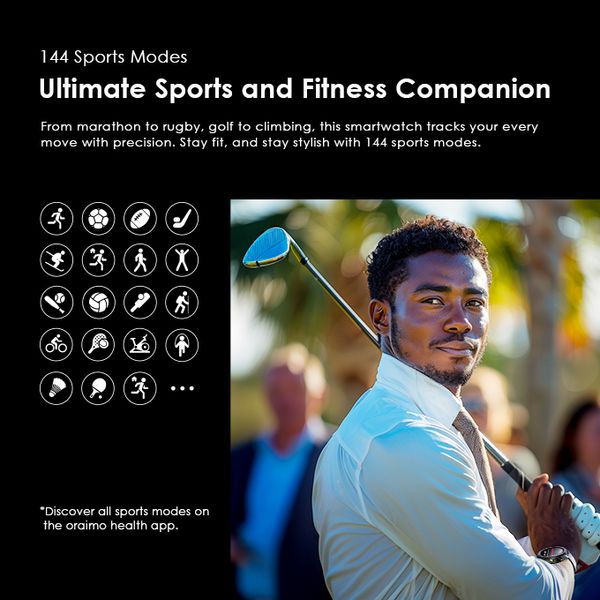 144 Sports Modes
Ultimate Sports and Fitness Companion
From marathon to rugby, golf to climbing, this smartwatch tracks your every
move with precision. Stay fit, and stay stylish with 144 sports modes.
*Discover all sports modes on
the oraimo health app.